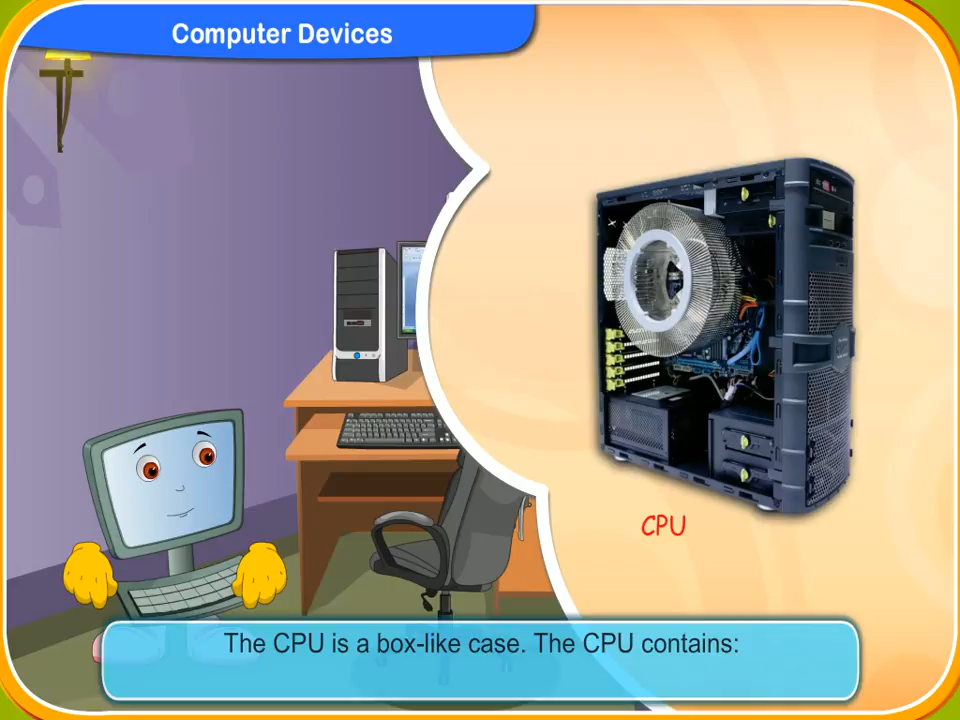 Computer Devices
CPU
The CPU is a box-like case. The CPU contains: